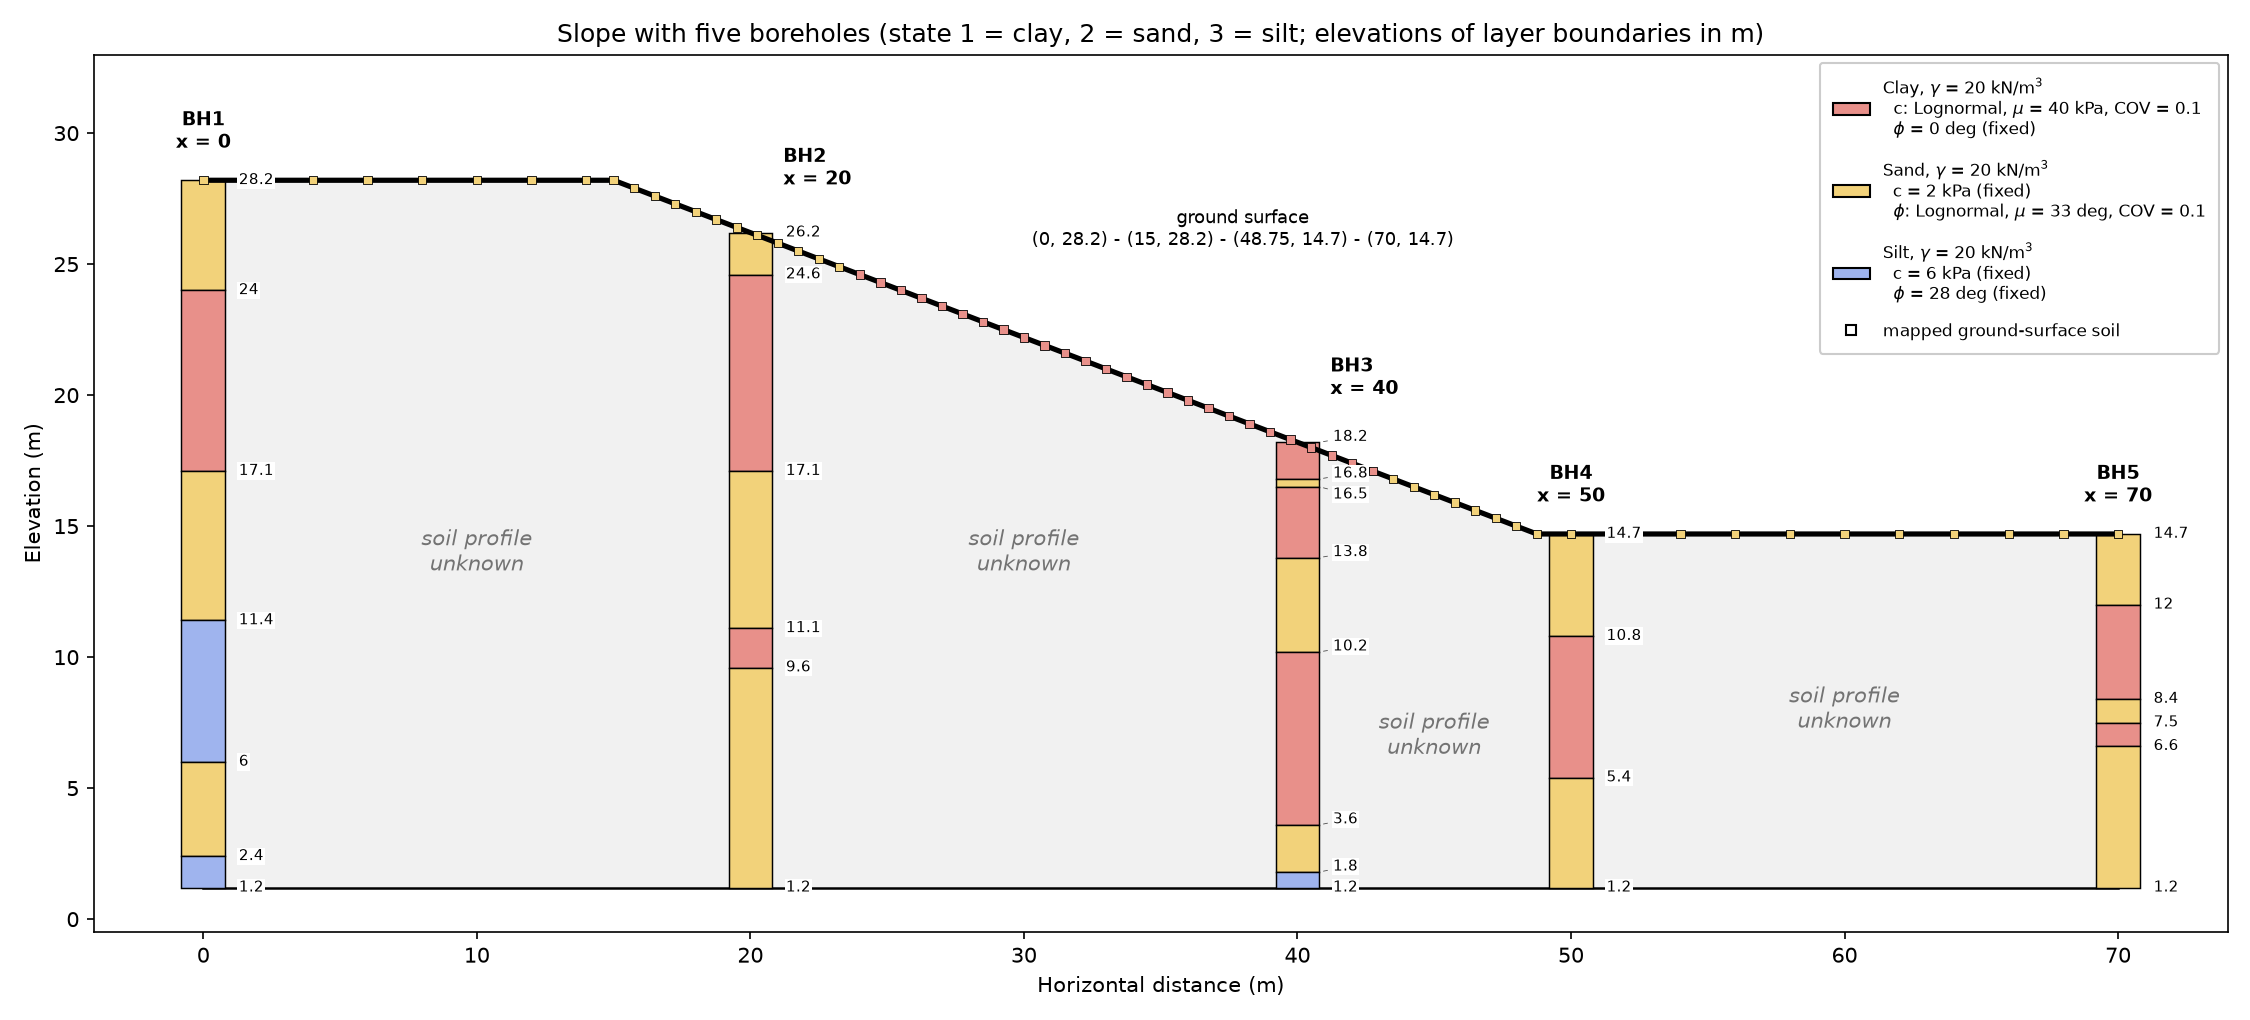 Slope with five boreholes (state 1 = clay, 2 = sand, 3 = silt; elevations of layer boundaries in m)
Clay, γ = 20 kN/m³
c: Lognormal, μ = 40 kPa, COV = 0.1
ϕ = 0 deg (fixed)
Sand, γ = 20 kN/m³
c = 2 kPa (fixed)
ϕ: Lognormal, μ = 33 deg, COV = 0.1
Silt, γ = 20 kN/m³
c = 6 kPa (fixed)
ϕ = 28 deg (fixed)
mapped ground-surface soil
BH1
x = 0
BH2
x = 20
ground surface
(0, 28.2) - (15, 28.2) - (48.75, 14.7) - (70, 14.7)
BH3
x = 40
BH4
x = 50
BH5
x = 70
28.2
24
17.1
11.4
6
2.4
1.2
26.2
24.6
17.1
11.1
9.6
1.2
18.2
16.8
16.5
13.8
10.2
3.6
1.8
1.2
14.7
10.8
5.4
1.2
14.7
12
8.4
7.5
6.6
1.2
soil profile
unknown
soil profile
unknown
soil profile
unknown
soil profile
unknown
Elevation (m)
30
25
20
15
10
5
0
0
10
20
30
40
50
60
70
Horizontal distance (m)